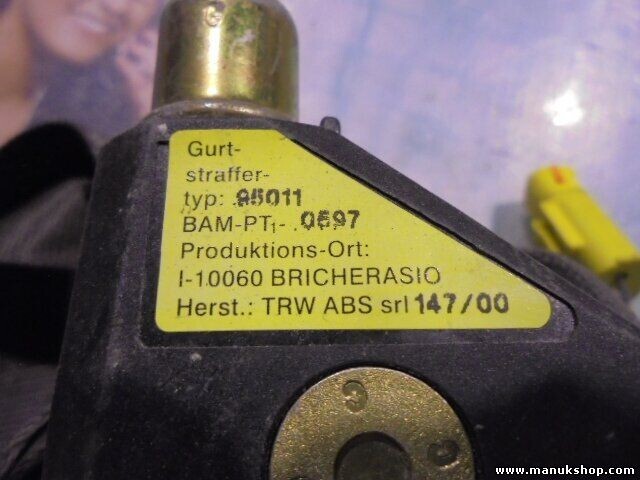 Gurt-
straffer-
typ: 95011
BAM-PT1- .0597
Produktions-Ort:
I-10060 BRICHERASIO
Herst.: TRW ABS srl 147/00
www.manukshop.com